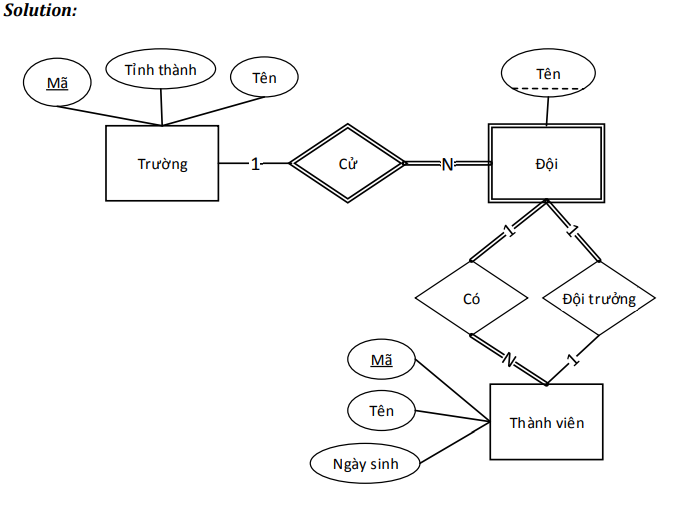 Solution:
Mã
Tỉnh thành
Tên
Tên
Trường
1
Cử
N
Đội
1
1
Có
Đội trưởng
N
1
Mã
Tên
Ngày sinh
Thành viên